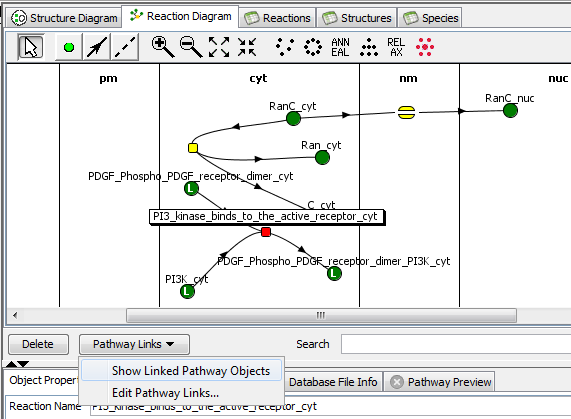 Structure Diagram Reaction Diagram Reactions Structures Species
ANN EAL REL AX
pm cyt nm nuc
RanC_cyt RanC_nuc
Ran_cyt
PDGF_Phospho_PDGF_receptor_dimer_cyt
L
C_cyt
PI3_kinase_binds_to_the_active_receptor_cyt
PDGF_Phospho_PDGF_receptor_dimer_PI3K_cyt
L
PI3K_cyt
L
Delete Pathway Links Search
Show Linked Pathway Objects
Edit Pathway Links...
Object Propert Database File Info Pathway Preview
Reaction Name PI3_kinase_binds_to_the_active_receptor_cyt